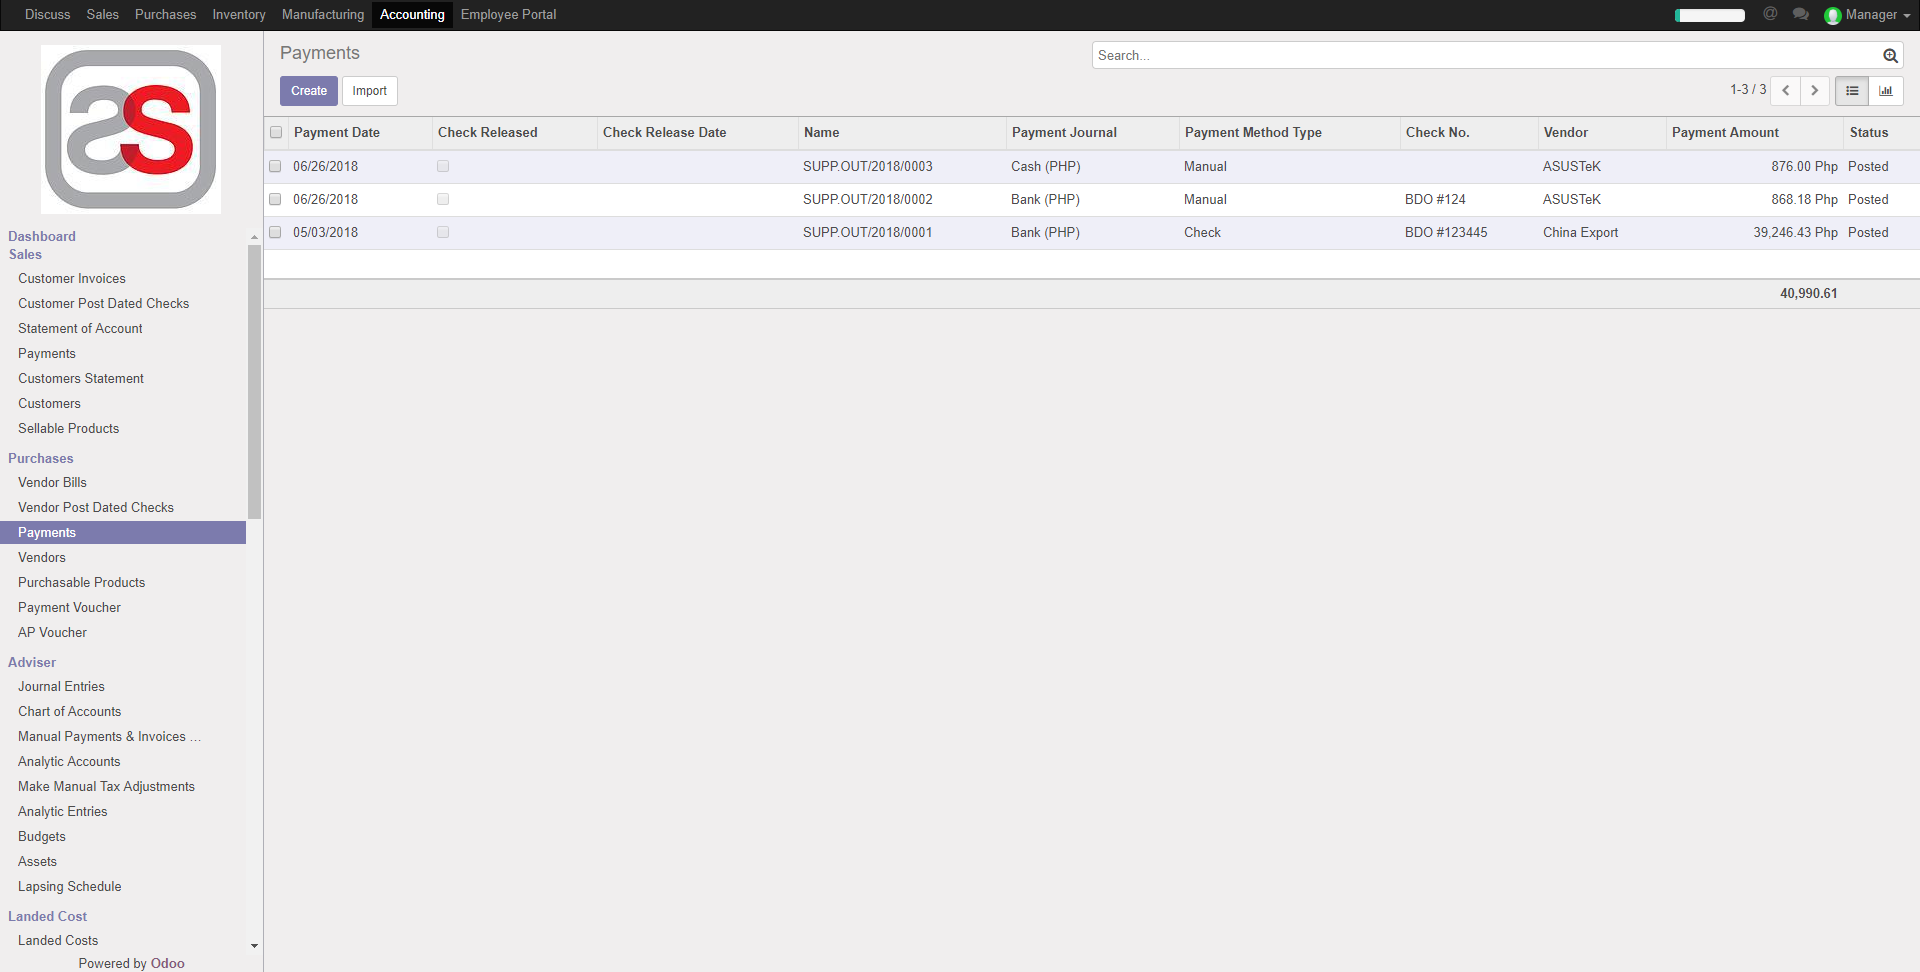 Discuss Sales Purchases Inventory Manufacturing Accounting Employee Portal Manager
Payments
Search...
Create Import
1-3 / 3
Payment Date Check Released Check Release Date Name Payment Journal Payment Method Type Check No. Vendor Payment Amount Status
06/26/2018 SUPP.OUT/2018/0003 Cash (PHP) Manual ASUSTeK 876.00 Php Posted
06/26/2018 SUPP.OUT/2018/0002 Bank (PHP) Manual BDO #124 ASUSTeK 868.18 Php Posted
05/03/2018 SUPP.OUT/2018/0001 Bank (PHP) Check BDO #123445 China Export 39,246.43 Php Posted
40,990.61
SS
Dashboard
Sales
Customer Invoices
Customer Post Dated Checks
Statement of Account
Payments
Customers Statement
Customers
Sellable Products
Purchases
Vendor Bills
Vendor Post Dated Checks
Payments
Vendors
Purchasable Products
Payment Voucher
AP Voucher
Adviser
Journal Entries
Chart of Accounts
Manual Payments & Invoices ...
Analytic Accounts
Make Manual Tax Adjustments
Analytic Entries
Budgets
Assets
Lapsing Schedule
Landed Cost
Landed Costs
Powered by Odoo